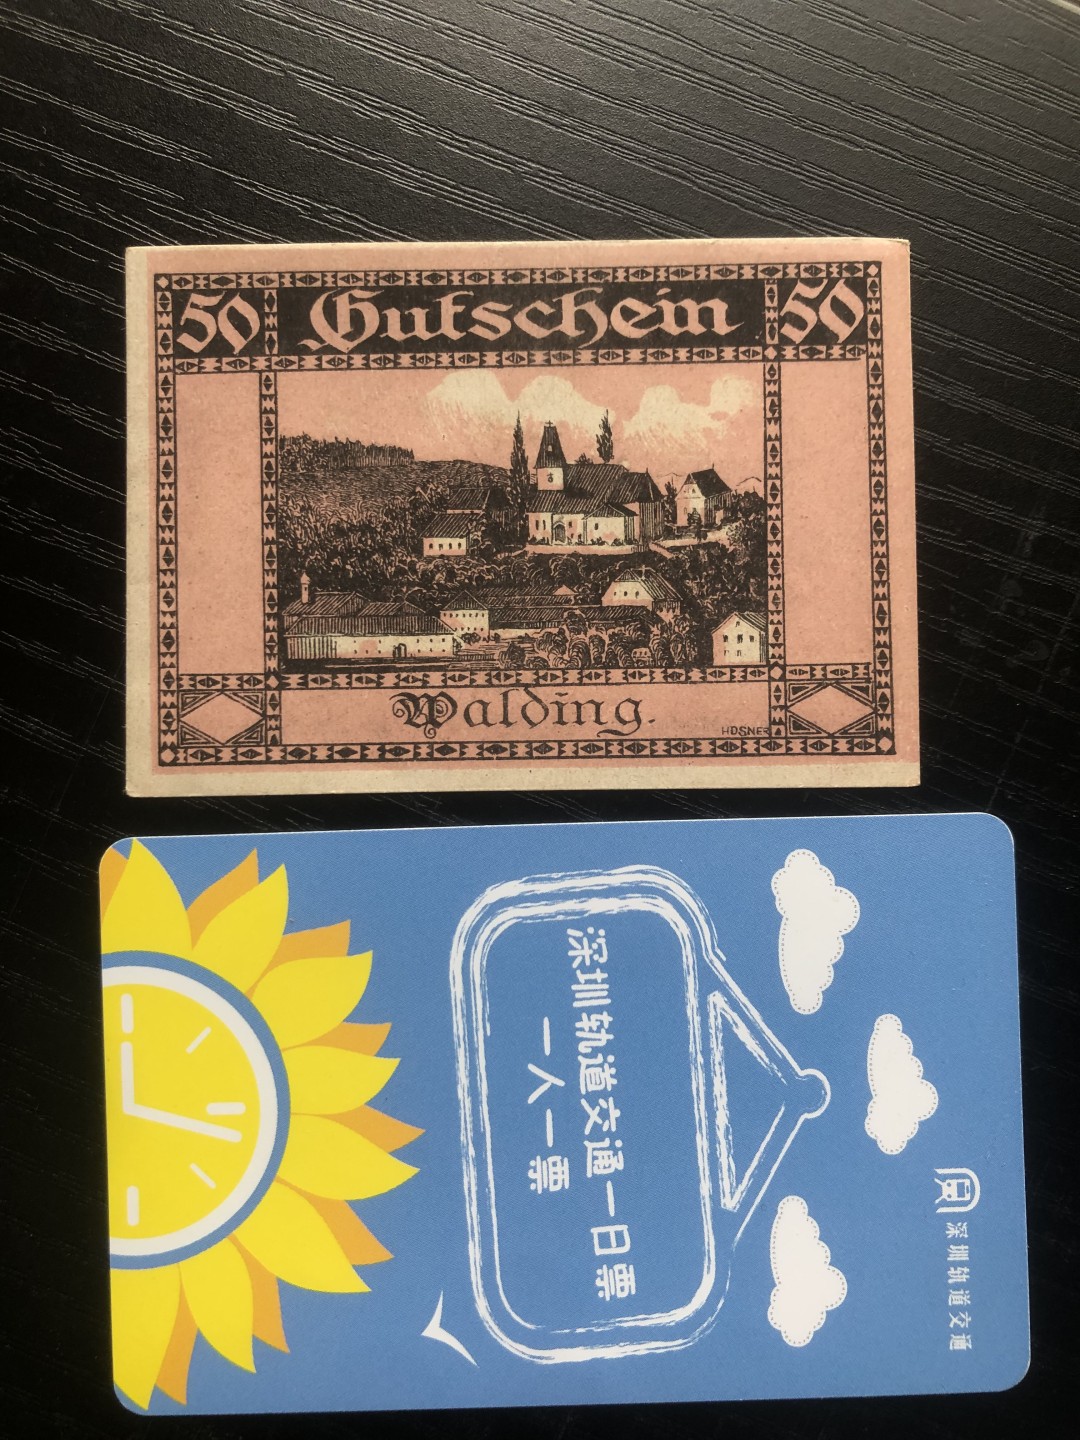 50 Gutschein 50
Walding.
HOSNER
深圳轨道交通一日票
一人一票
深圳轨道交通